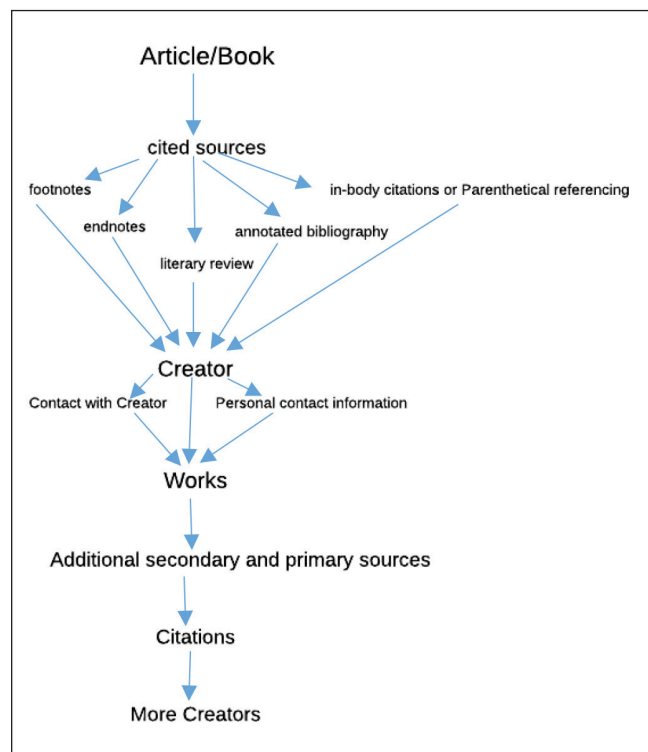 Article/Book
cited sources
footnotes
in-body citations or Parenthetical referencing
endnotes
annotated bibliography
literary review
Creator
Contact with Creator
Personal contact information
Works
Additional secondary and primary sources
Citations
More Creators